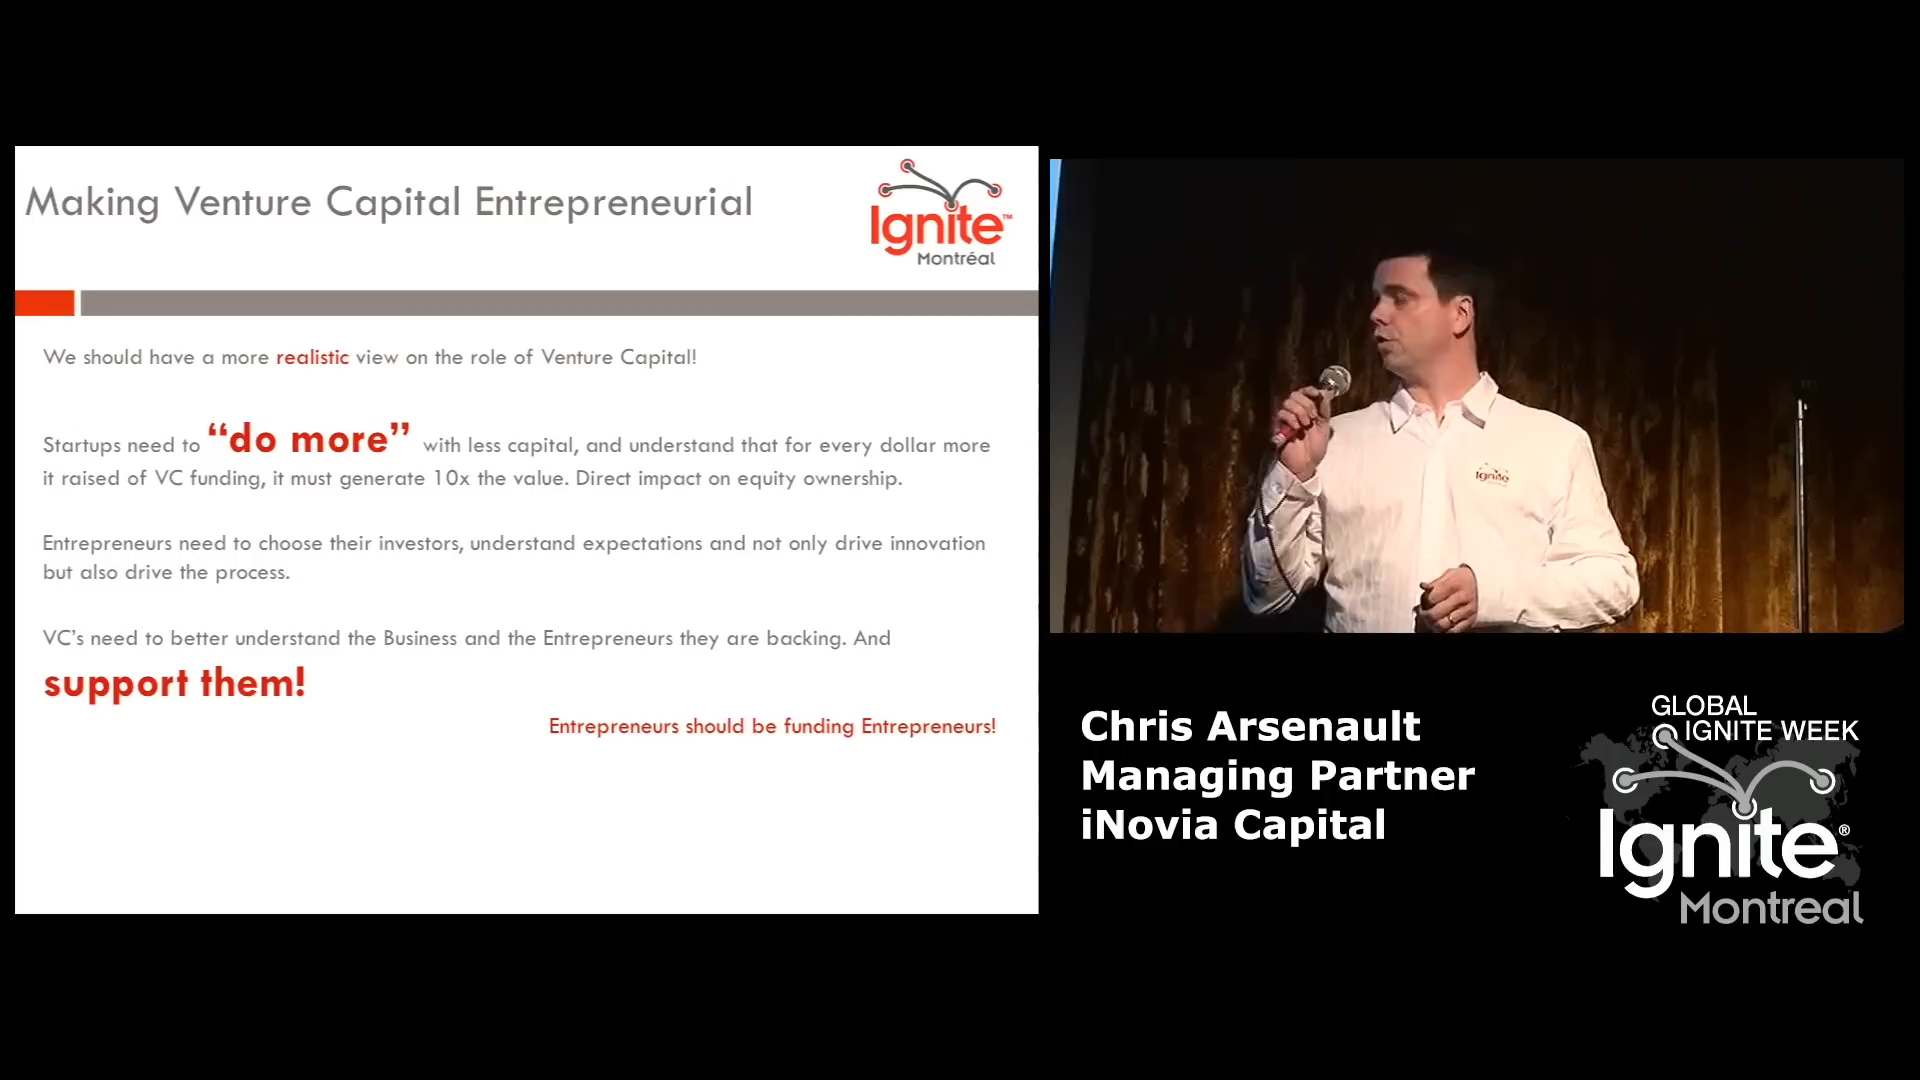 Making Venture Capital Entrepreneurial
Ignite™
Montréal
We should have a more realistic view on the role of Venture Capital!
Startups need to “do more” with less capital, and understand that for every dollar more
it raised of VC funding, it must generate 10x the value. Direct impact on equity ownership.
Entrepreneurs need to choose their investors, understand expectations and not only drive innovation
but also drive the process.
VC’s need to better understand the Business and the Entrepreneurs they are backing. And
support them!
Entrepreneurs should be funding Entrepreneurs!
Ignite
Chris Arsenault
Managing Partner
iNovia Capital
GLOBAL
IGNITE WEEK
Ignite®
Montreal